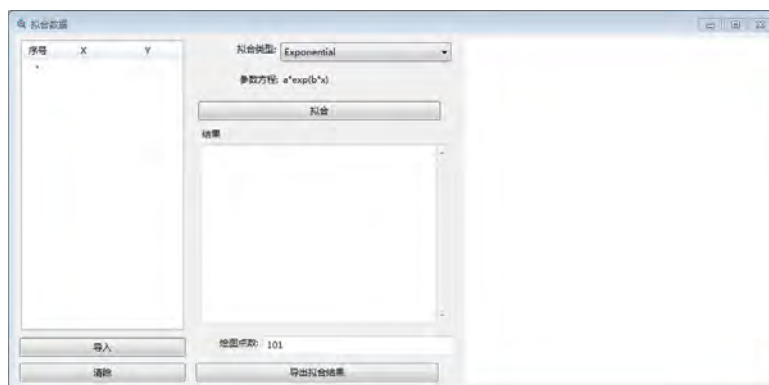 拟合数据
序号 X Y
*
拟合类型: Exponential
参数方程: a*exp(b*x)
拟合
结果
绘图点数: 101
导入
清除
导出拟合结果